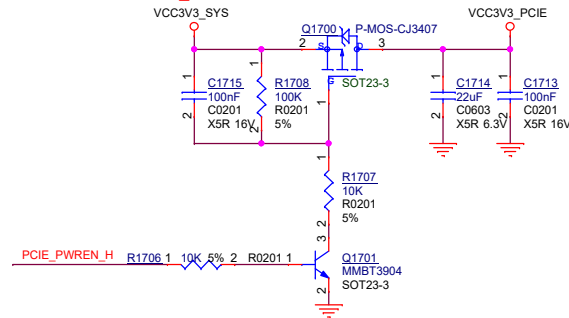 VCC3V3_SYS
VCC3V3_PCIE
Q1700
P-MOS-CJ3407
2
S
D
3
G
SOT23-3
1
1
C1715
100nF
C0201
X5R 16V
2
1
R1708
100K
R0201
5%
2
1
C1714
22uF
C0603
X5R 6.3V
2
1
C1713
100nF
C0201
X5R 16V
2
1
R1707
10K
R0201
5%
2
PCIE_PWREN_H
R1706 1 10K 5% 2 R0201 1
3
Q1701
MMBT3904
SOT23-3
2